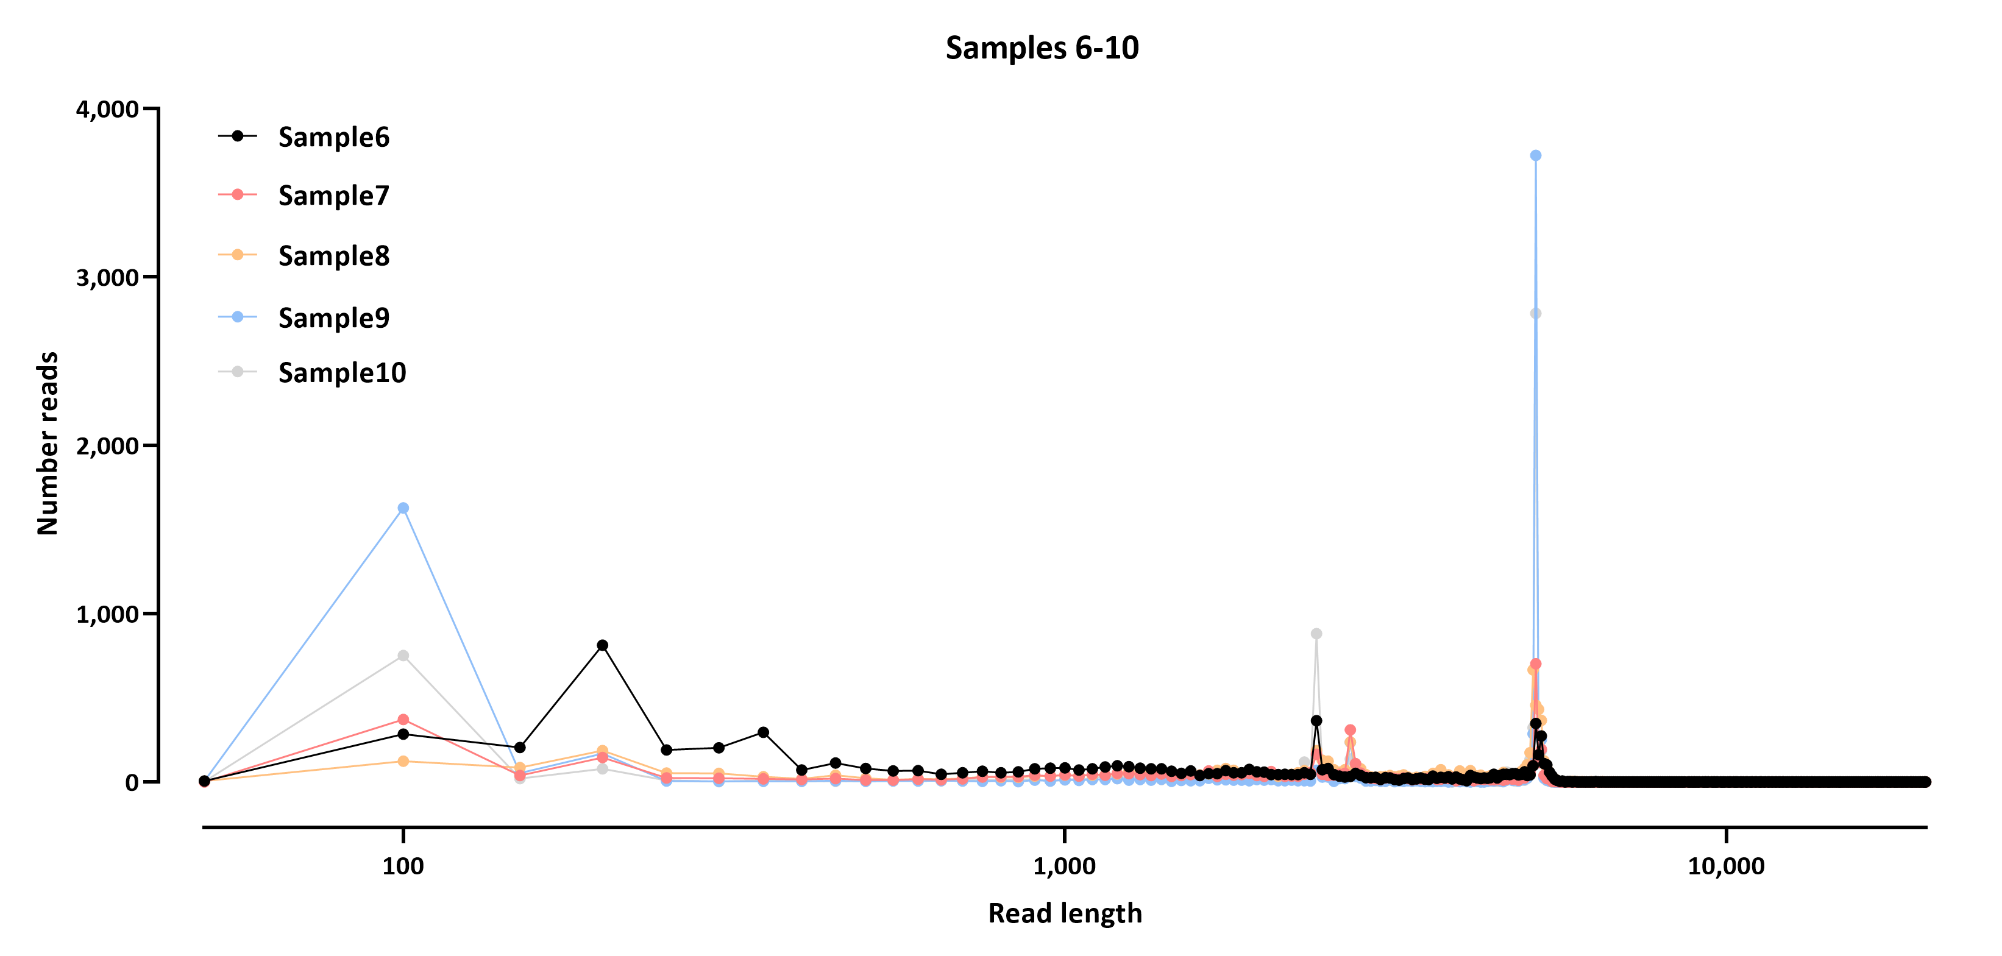 Samples 6-10
4,000
3,000
2,000
1,000
0
Number reads
Sample6
Sample7
Sample8
Sample9
Sample10
100
1,000
10,000
Read length